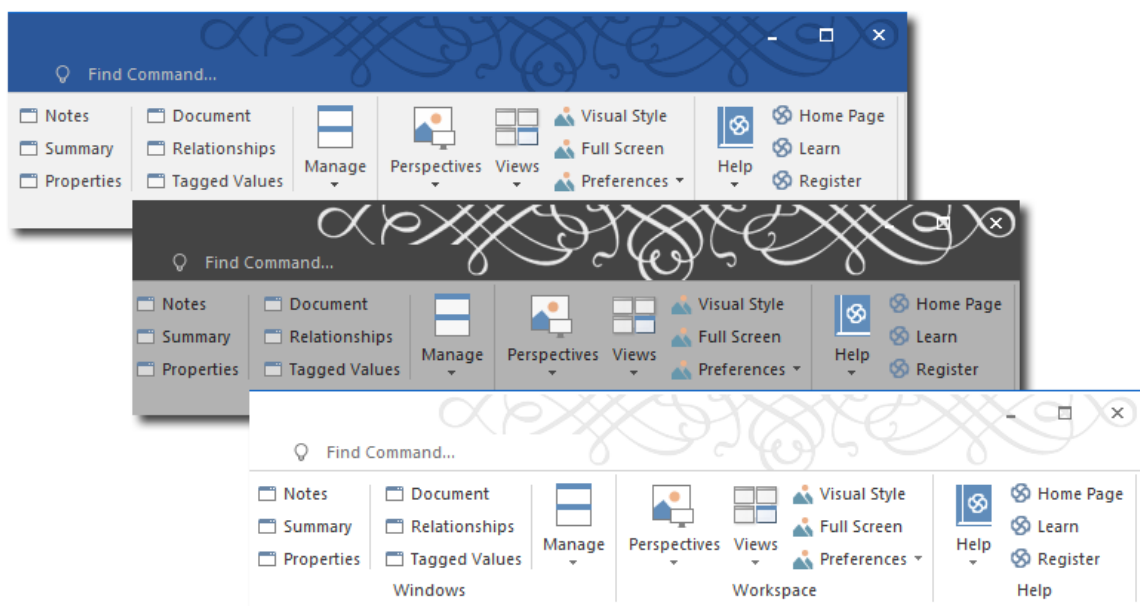 Find Command...
Notes Document Visual Style Home Page
Summary Relationships Manage Perspectives Views Full Screen Help Learn
Properties Tagged Values Preferences Register
Find Command...
Notes Document Visual Style Home Page
Summary Relationships Manage Perspectives Views Full Screen Help Learn
Properties Tagged Values Preferences Register
Find Command...
Notes Document Visual Style Home Page
Summary Relationships Manage Perspectives Views Full Screen Help Learn
Properties Tagged Values Preferences Register
Windows Workspace Help